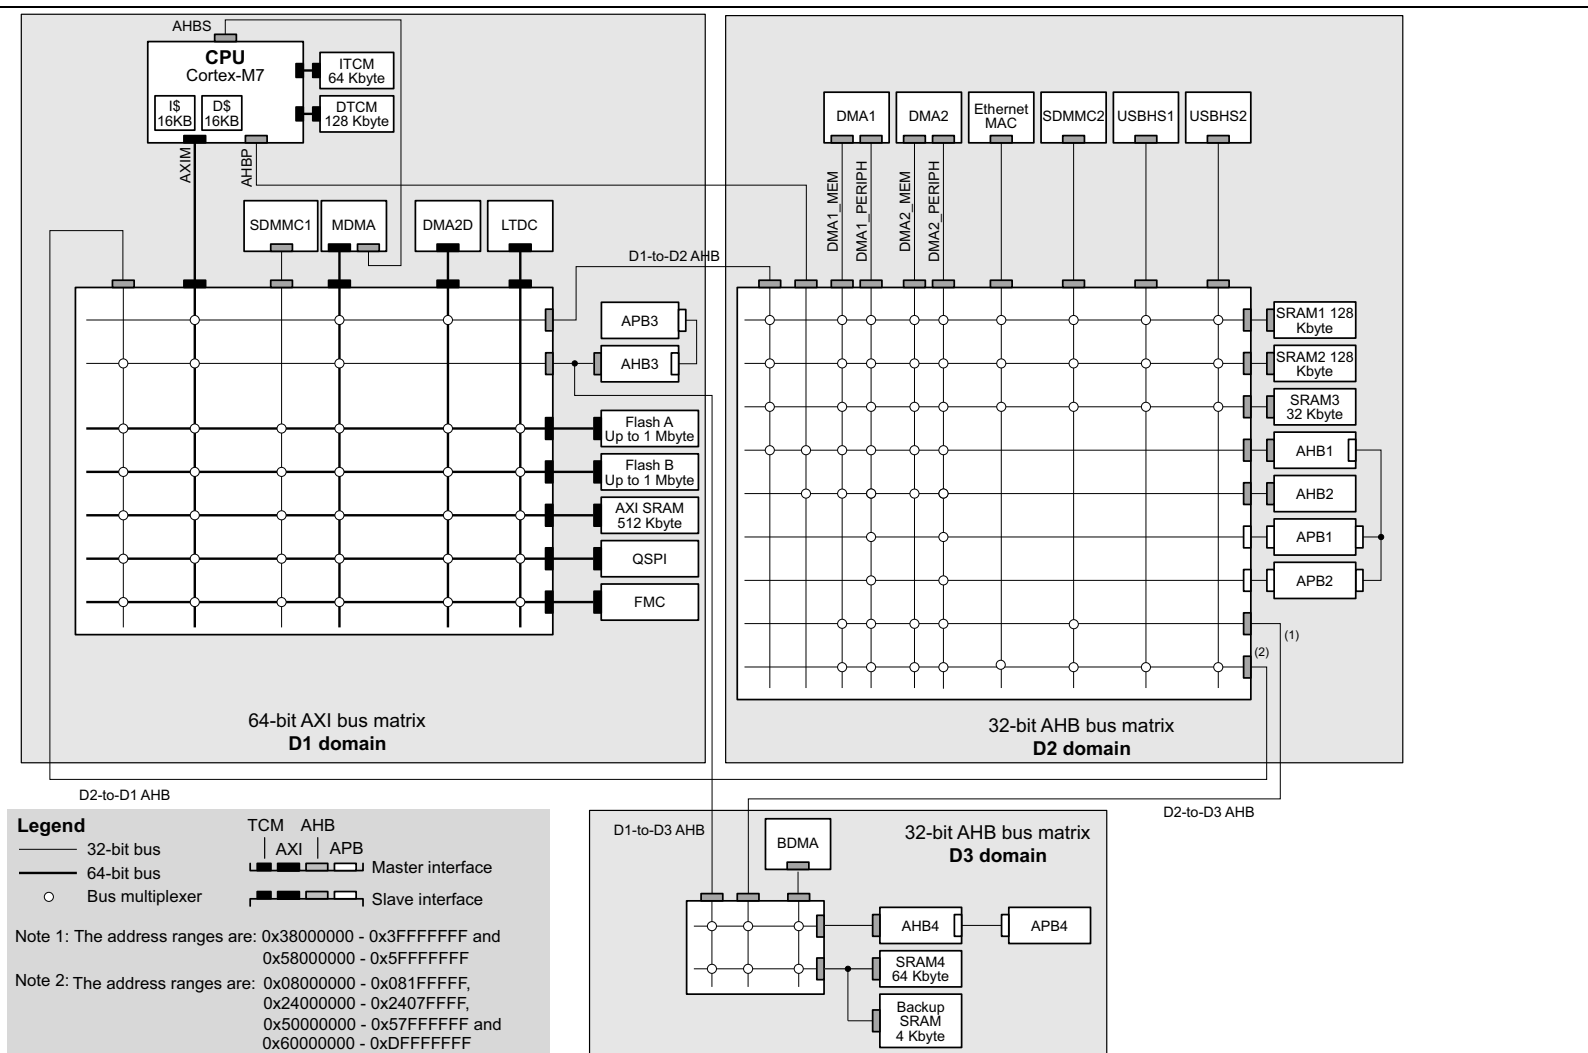 AHBS
CPU
Cortex-M7
I$
16KB
D$
16KB
ITCM
64 Kbyte
DTCM
128 Kbyte
AXIM
AHBP
SDMMC1
MDMA
DMA2D
LTDC
D1-to-D2 AHB
APB3
AHB3
Flash A
Up to 1 Mbyte
Flash B
Up to 1 Mbyte
AXI SRAM
512 Kbyte
QSPI
FMC
64-bit AXI bus matrix
D1 domain
DMA1
DMA2
Ethernet
MAC
SDMMC2
USBHS1
USBHS2
DMA1_MEM
DMA1_PERIPH
DMA2_MEM
DMA2_PERIPH
SRAM1 128
Kbyte
SRAM2 128
Kbyte
SRAM3
32 Kbyte
AHB1
AHB2
APB1
APB2
(1)
(2)
32-bit AHB bus matrix
D2 domain
D2-to-D1 AHB
D2-to-D3 AHB
Legend
32-bit bus
64-bit bus
Bus multiplexer
TCM AHB
AXI APB
Master interface
Slave interface
Note 1: The address ranges are: 0x38000000 - 0x3FFFFFFF and
0x58000000 - 0x5FFFFFFF
Note 2: The address ranges are: 0x08000000 - 0x081FFFFF,
0x24000000 - 0x2407FFFF,
0x50000000 - 0x57FFFFFF and
0x60000000 - 0xDFFFFFFF
D1-to-D3 AHB
BDMA
32-bit AHB bus matrix
D3 domain
AHB4
APB4
SRAM4
64 Kbyte
Backup
SRAM
4 Kbyte